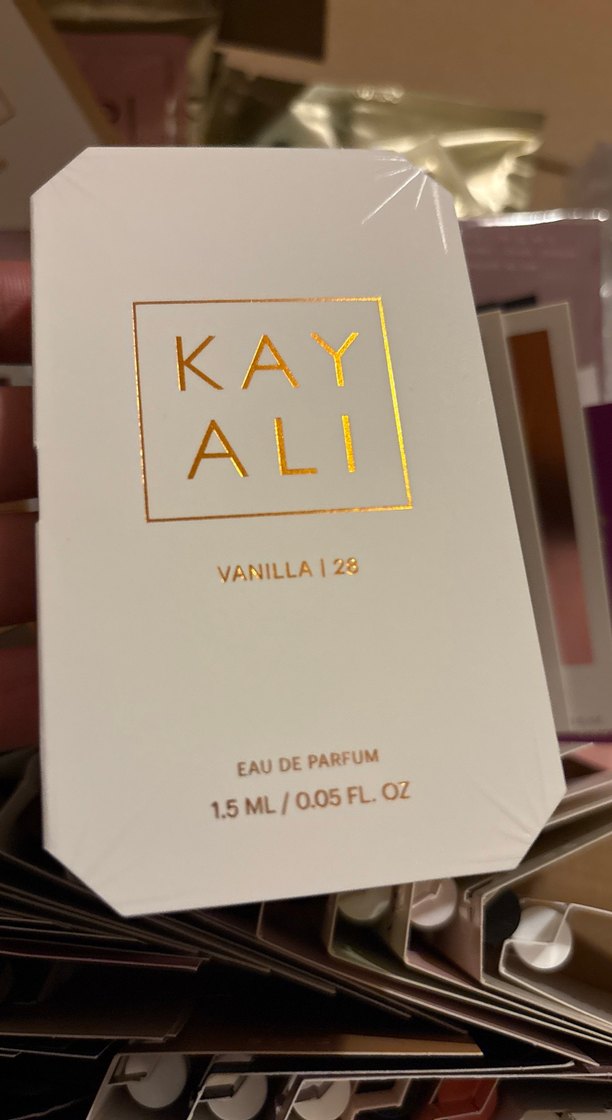 KAY
ALI
VANILLA | 28
EAU DE PARFUM
1.5 ML / 0.05 FL. OZ